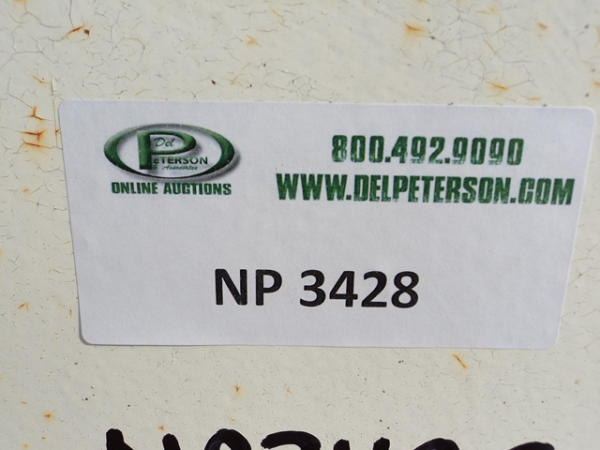 Del
PETERSON
& Associates
ONLINE AUCTIONS
800.492.9090
WWW.DELPETERSON.COM
NP 3428